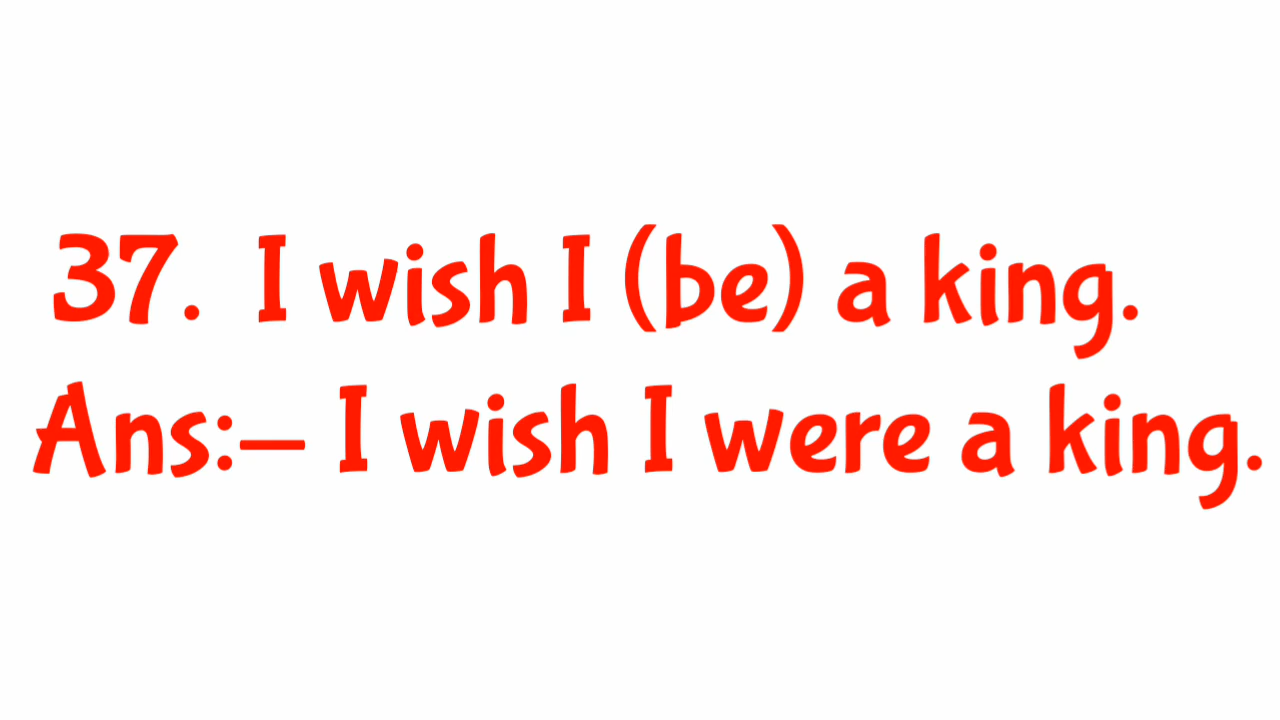 37. I wish I (be) a king.
Ans:– I wish I were a king.